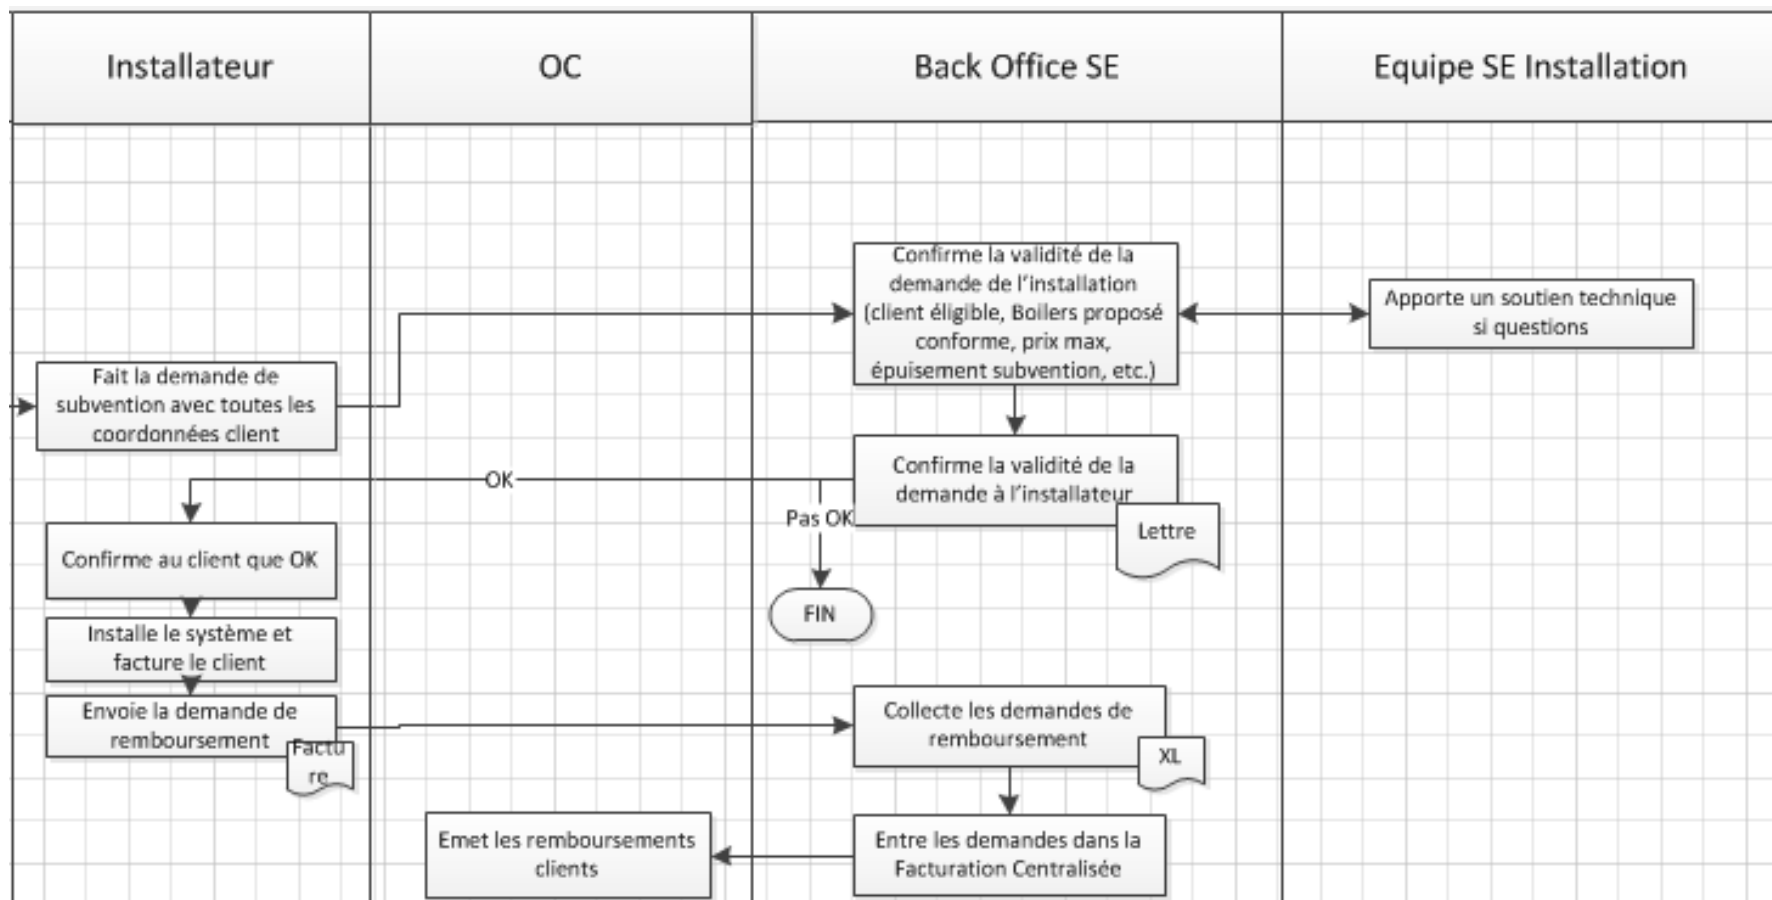 Installateur
OC
Back Office SE
Equipe SE Installation
Confirme la validité de la
demande de l'installation
(client éligible, Boilers proposé
conforme, prix max,
épuisement subvention, etc.)
Apporte un soutien technique
si questions
Fait la demande de
subvention avec toutes les
coordonnées client
Confirme la validité de la
demande à l'installateur
Lettre
OK
Pas OK
FIN
Confirme au client que OK
Installe le système et
facture le client
Envoie la demande de
remboursement
Factu
re
Collecte les demandes de
remboursement
XL
Emet les remboursements
clients
Entre les demandes dans la
Facturation Centralisée